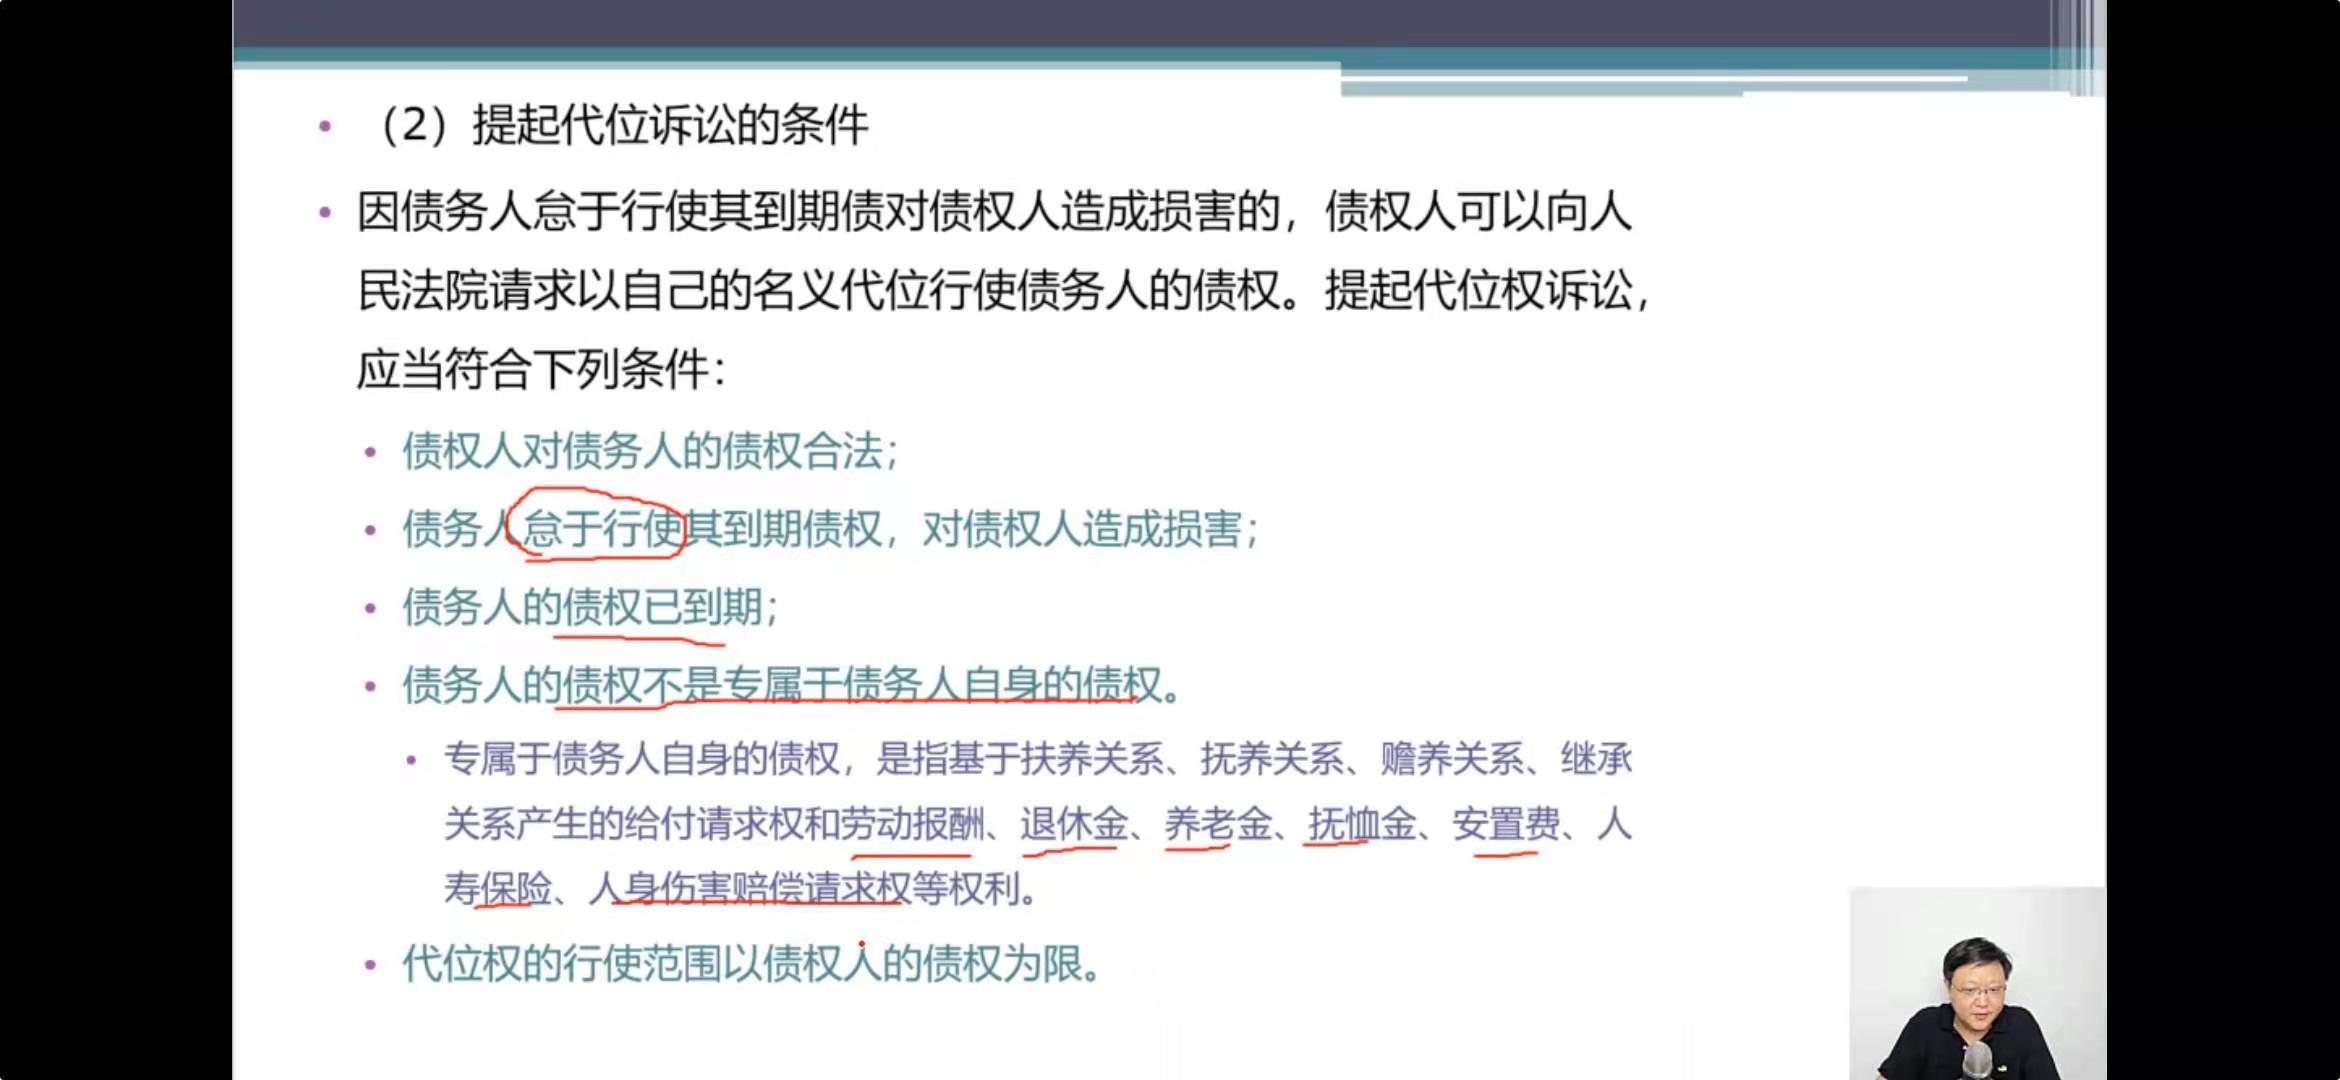 （2）提起代位诉讼的条件
因债务人怠于行使其到期债对债权人造成损害的，债权人可以向人
民法院请求以自己的名义代位行使债务人的债权。提起代位权诉讼，
应当符合下列条件：
债权人对债务人的债权合法；
债务人怠于行使其到期债权，对债权人造成损害；
债务人的债权已到期；
债务人的债权不是专属于债务人自身的债权。
专属于债务人自身的债权，是指基于扶养关系、抚养关系、赡养关系、继承
关系产生的给付请求权和劳动报酬、退休金、养老金、抚恤金、安置费、人
寿保险、人身伤害赔偿请求权等权利。
代位权的行使范围以债权人的债权为限。